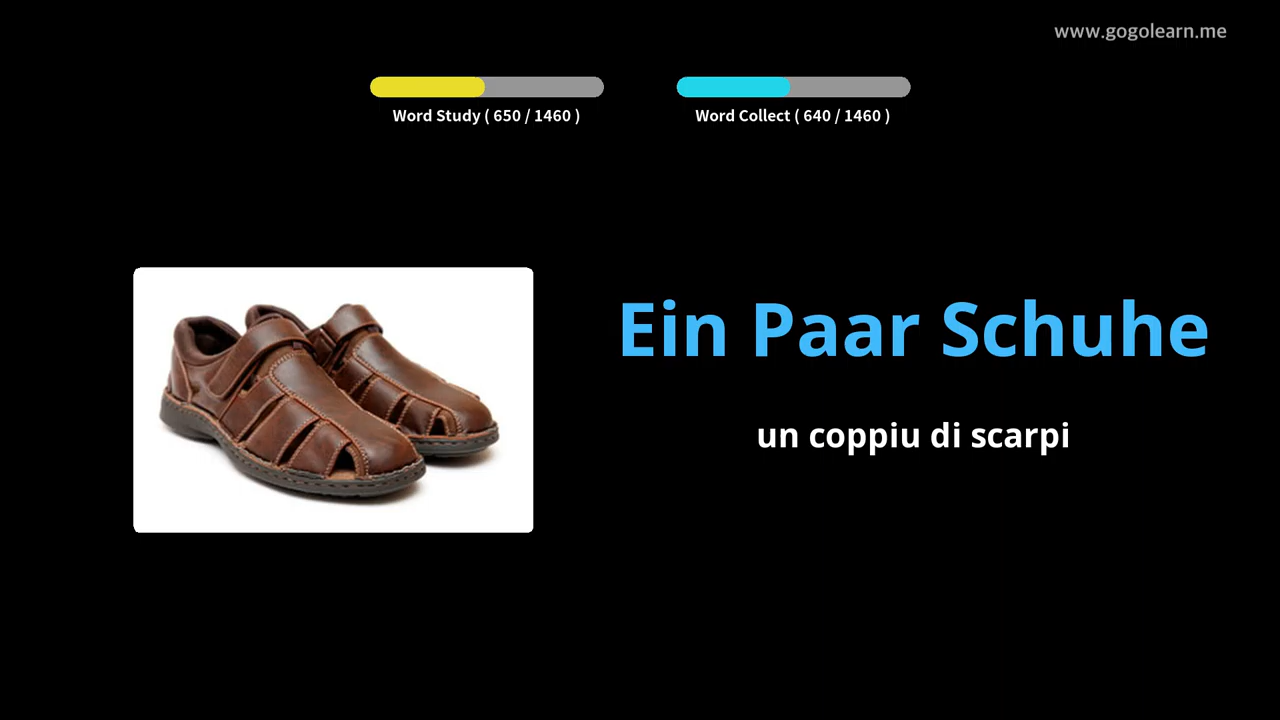 www.gogolearn.me
Word Study ( 650 / 1460 )
Word Collect ( 640 / 1460 )
Ein Paar Schuhe
un coppiu di scarpi